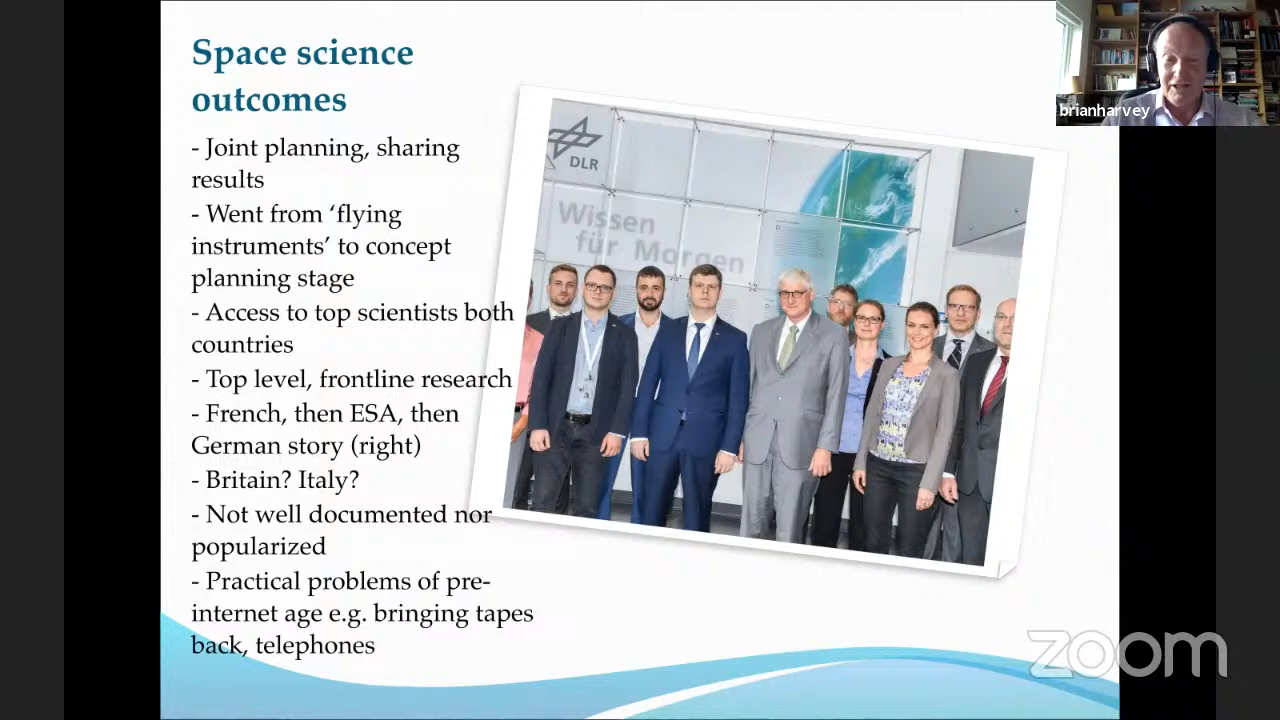 Space science
outcomes
- Joint planning, sharing
results
- Went from ‘flying
instruments’ to concept
planning stage
- Access to top scientists both
countries
- Top level, frontline research
- French, then ESA, then
German story (right)
- Britain? Italy?
- Not well documented nor
popularized
- Practical problems of pre-
internet age e.g. bringing tapes
back, telephones
DLR
Wissen
für Morgen
brianharvey
zoom